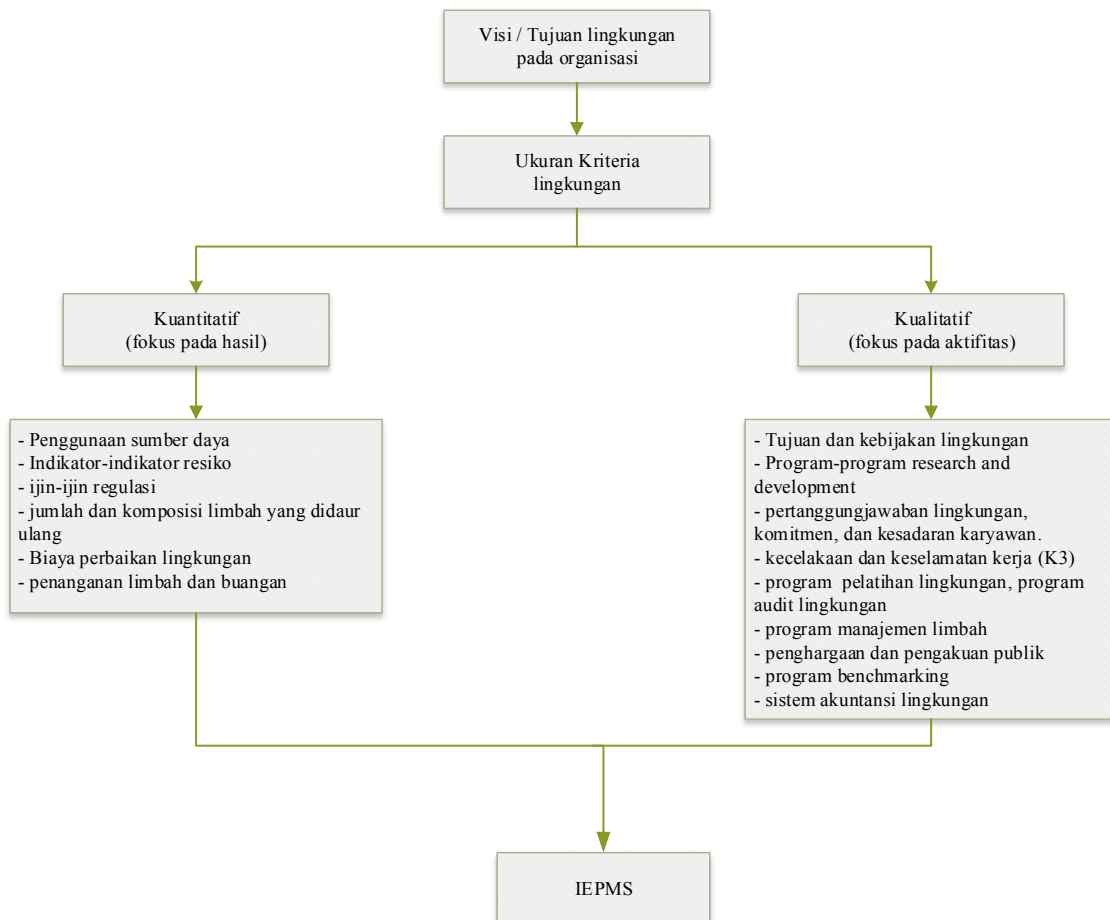 Visi / Tujuan lingkungan
pada organisasi
Ukuran Kriteria
lingkungan
Kuantitatif
(fokus pada hasil)
Kualitatif
(fokus pada aktifitas)
- Penggunaan sumber daya
- Indikator-indikator resiko
- ijin-ijin regulasi
- jumlah dan komposisi limbah yang didaur
ulang
- Biaya perbaikan lingkungan
- penanganan limbah dan buangan
- Tujuan dan kebijakan lingkungan
- Program-program research and
development
- pertanggungjawaban lingkungan,
komitmen, dan kesadaran karyawan.
- kecelakaan dan keselamatan kerja (K3)
- program  pelatihan lingkungan, program
audit lingkungan
- program manajemen limbah
- penghargaan dan pengakuan publik
- program benchmarking
- sistem akuntansi lingkungan
IEPMS